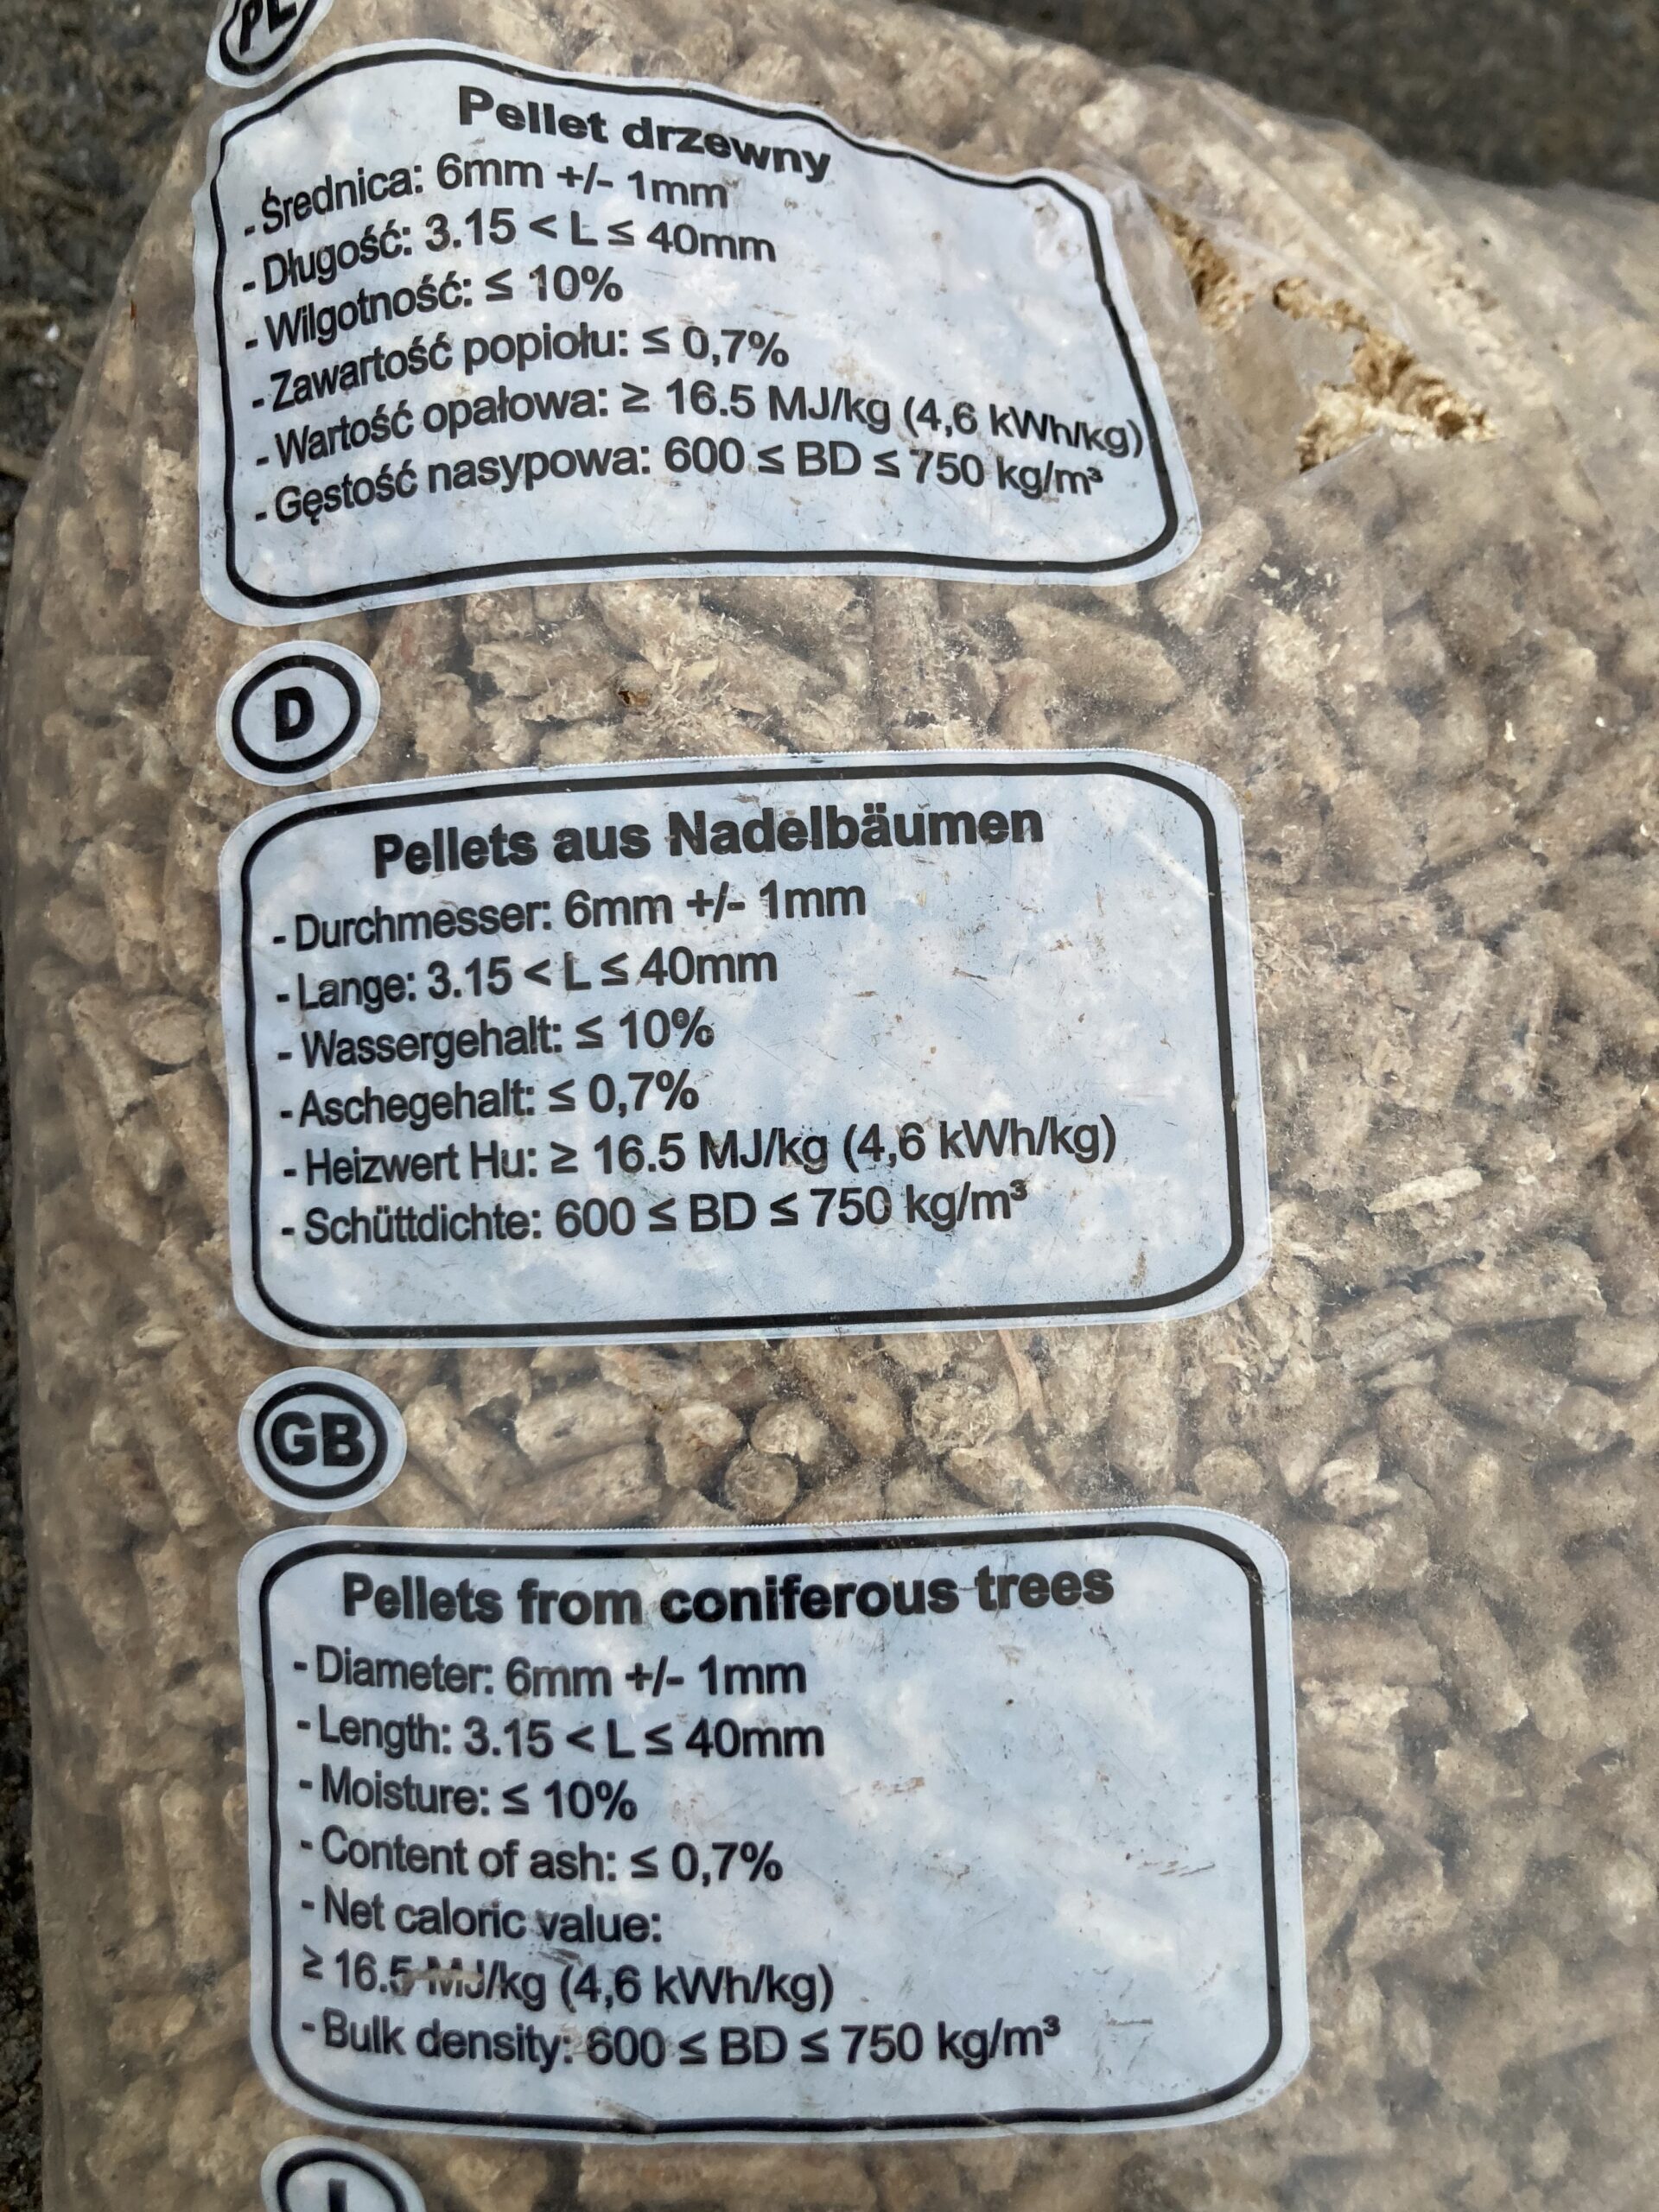 PL
Pellet drzewny
- Średnica: 6mm +/- 1mm
- Długość: 3.15 < L ≤ 40mm
- Wilgotność: ≤ 10%
- Zawartość popiołu: ≤ 0,7%
- Wartość opałowa: ≥ 16.5 MJ/kg (4,6 kWh/kg)
- Gęstość nasypowa: 600 ≤ BD ≤ 750 kg/m³
D
Pellets aus Nadelbäumen
- Durchmesser: 6mm +/- 1mm
- Lange: 3.15 < L ≤ 40mm
- Wassergehalt: ≤ 10%
- Aschegehalt: ≤ 0,7%
- Heizwert Hu: ≥ 16.5 MJ/kg (4,6 kWh/kg)
- Schüttdichte: 600 ≤ BD ≤ 750 kg/m³
GB
Pellets from coniferous trees
- Diameter: 6mm +/- 1mm
- Length: 3.15 < L ≤ 40mm
- Moisture: ≤ 10%
- Content of ash: ≤ 0,7%
- Net caloric value:
≥ 16.5 MJ/kg (4,6 kWh/kg)
- Bulk density: 600 ≤ BD ≤ 750 kg/m³